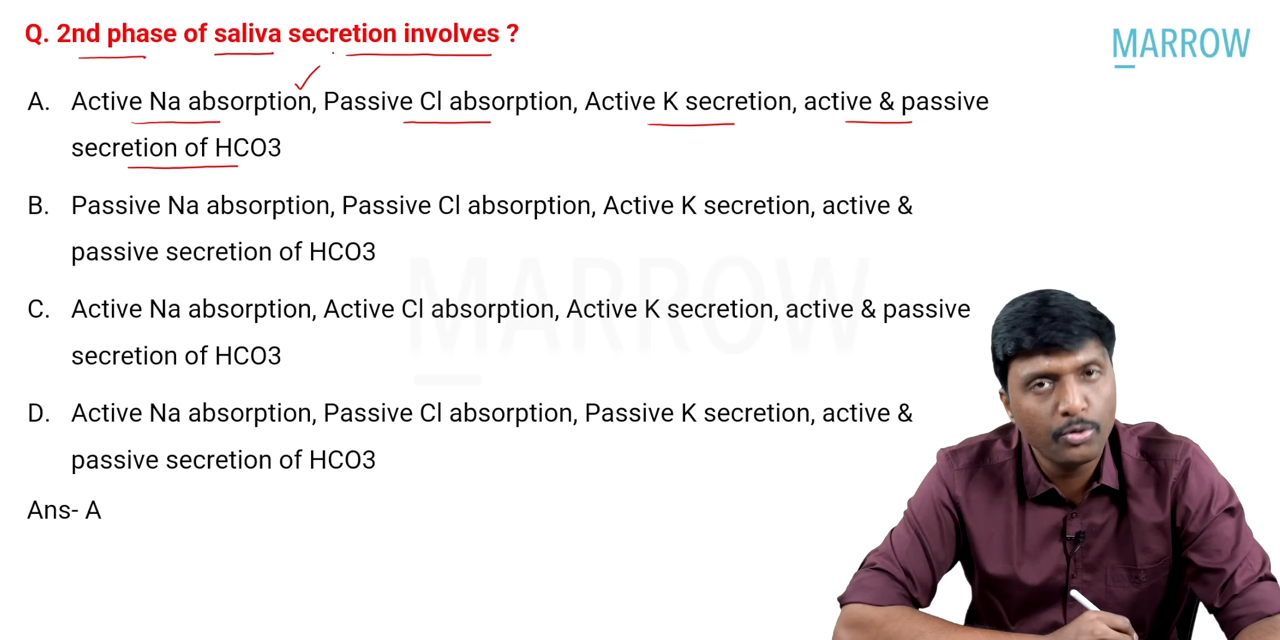 Q. 2nd phase of saliva secretion involves ?
MARROW
A. Active Na absorption, Passive Cl absorption, Active K secretion, active & passive
secretion of HCO3
B. Passive Na absorption, Passive Cl absorption, Active K secretion, active &
passive secretion of HCO3
MARROW
C. Active Na absorption, Active Cl absorption, Active K secretion, active & passive
secretion of HCO3
D. Active Na absorption, Passive Cl absorption, Passive K secretion, active &
passive secretion of HCO3
Ans- A